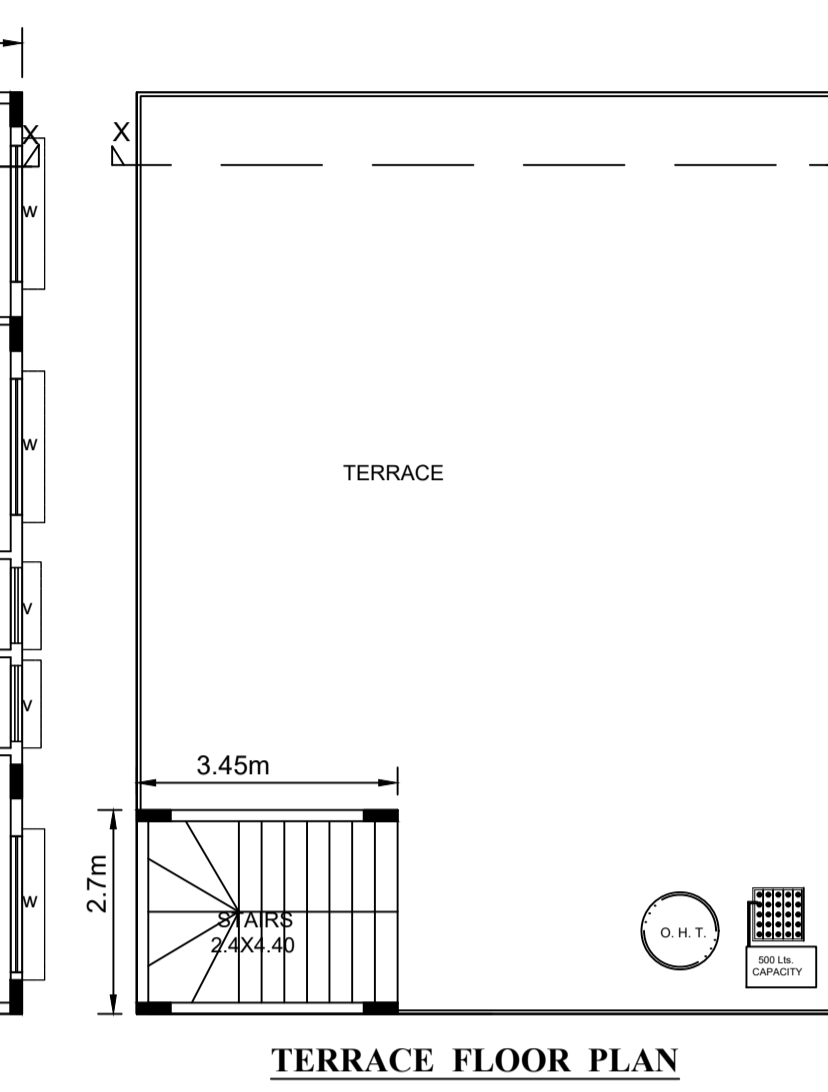 X
X
W
W
TERRACE
V
V
3.45m
2.7m
W
STAIRS
2.4X4.40
O. H. T.
500 Lts.
CAPACITY
TERRACE FLOOR PLAN